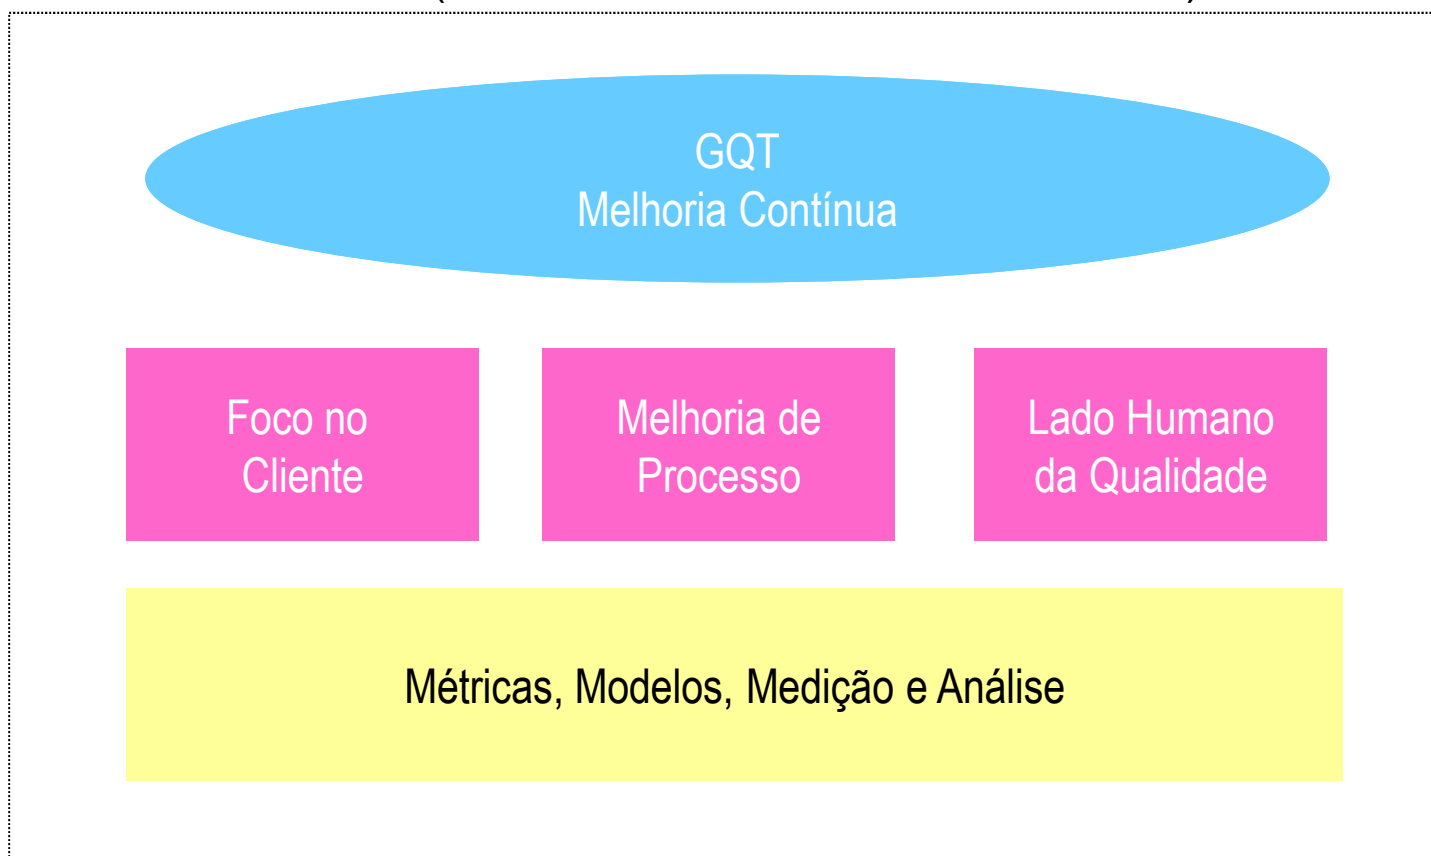 GQT
Melhoria Contínua
Foco no
Cliente
Melhoria de
Processo
Lado Humano
da Qualidade
Métricas, Modelos, Medição e Análise